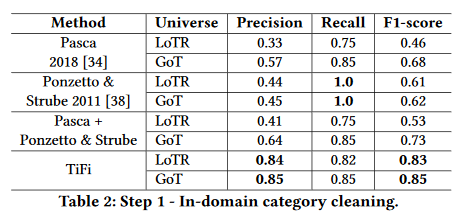 Method Universe Precision Recall F1-score
Pasca LoTR 0.33 0.75 0.46
2018 [34] GoT 0.57 0.85 0.68
Ponzetto & LoTR 0.44 1.0 0.61
Strube 2011 [38] GoT 0.45 1.0 0.62
Pasca + LoTR 0.41 0.75 0.53
Ponzetto & Strube GoT 0.64 0.85 0.73
TiFi LoTR 0.84 0.82 0.83
GoT 0.85 0.85 0.85
Table 2: Step 1 - In-domain category cleaning.